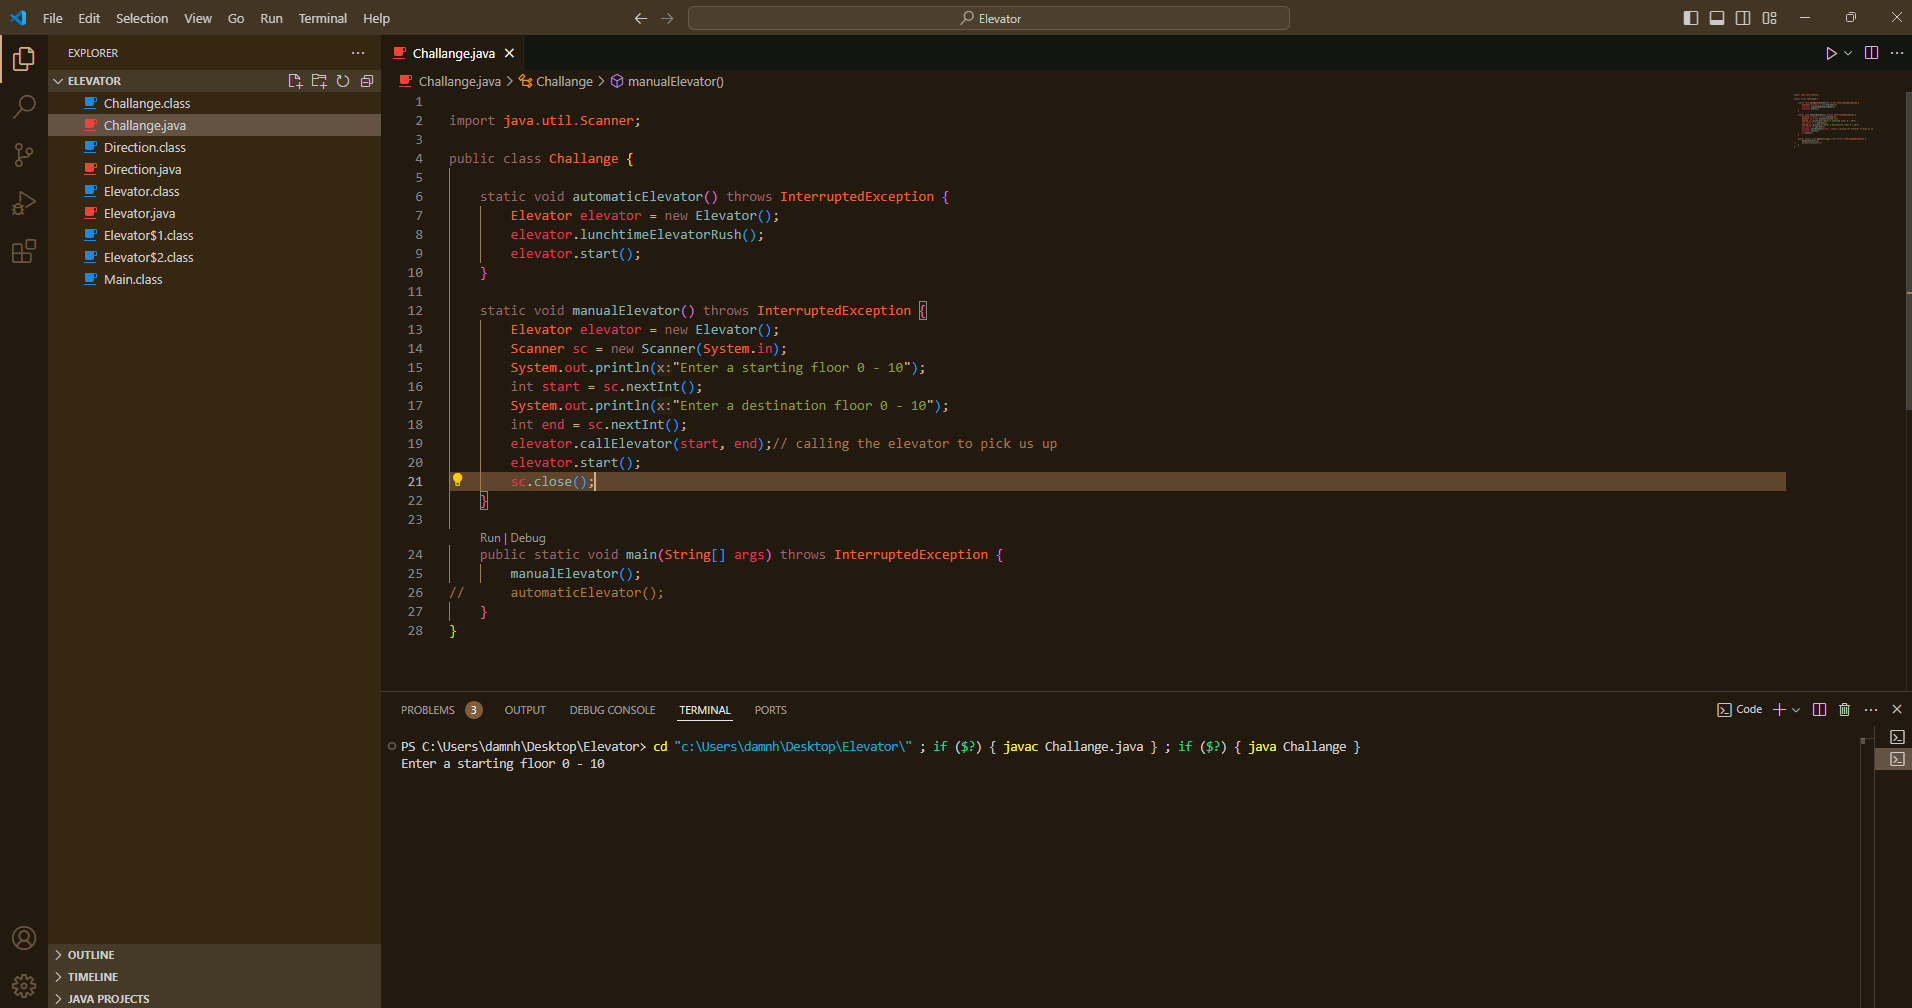 File Edit Selection View Go Run Terminal Help
Elevator
EXPLORER
ELEVATOR
Challange.class
Challange.java
Direction.class
Direction.java
Elevator.class
Elevator.java
Elevator$1.class
Elevator$2.class
Main.class
OUTLINE
TIMELINE
JAVA PROJECTS
Challange.java
Challange.java > Challange > manualElevator()
1
2 import java.util.Scanner;
3
4 public class Challange {
5
6 static void automaticElevator() throws InterruptedException {
7 Elevator elevator = new Elevator();
8 elevator.lunchtimeElevatorRush();
9 elevator.start();
10 }
11
12 static void manualElevator() throws InterruptedException {
13 Elevator elevator = new Elevator();
14 Scanner sc = new Scanner(System.in);
15 System.out.println(x:"Enter a starting floor 0 - 10");
16 int start = sc.nextInt();
17 System.out.println(x:"Enter a destination floor 0 - 10");
18 int end = sc.nextInt();
19 elevator.callElevator(start, end);// calling the elevator to pick us up
20 elevator.start();
21 sc.close();
22 }
23
Run | Debug
24 public static void main(String[] args) throws InterruptedException {
25 manualElevator();
26 // automaticElevator();
27 }
28 }
PROBLEMS 3 OUTPUT DEBUG CONSOLE TERMINAL PORTS
Code
PS C:\Users\damnh\Desktop\Elevator> cd "c:\Users\damnh\Desktop\Elevator\" ; if ($?) { javac Challange.java } ; if ($?) { java Challange }
Enter a starting floor 0 - 10